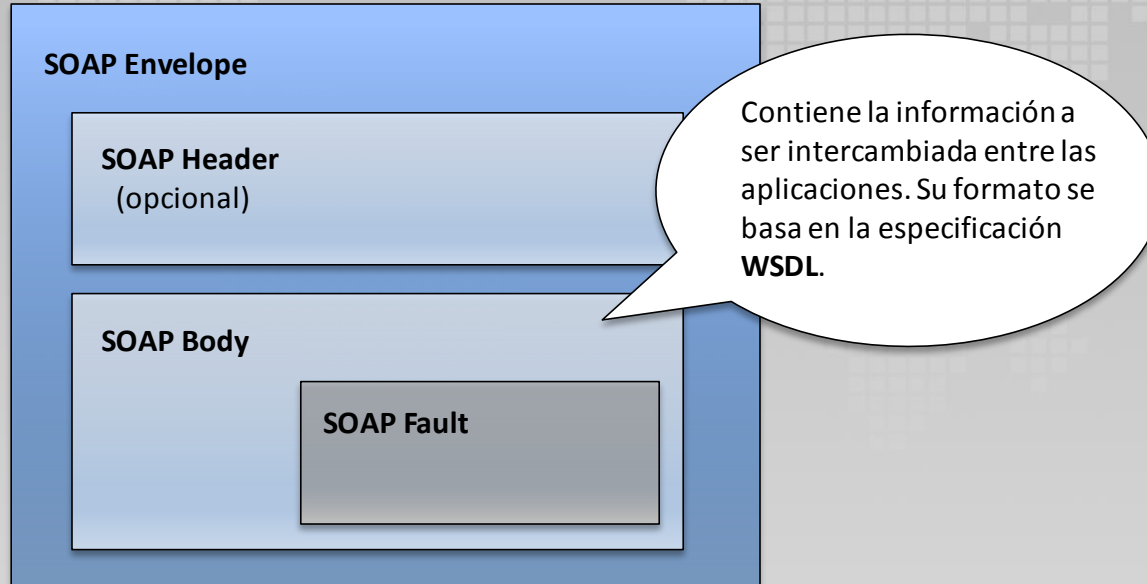 SOAP Envelope
SOAP Header
(opcional)
Contiene la información a
ser intercambiada entre las
aplicaciones. Su formato se
basa en la especificación
WSDL.
SOAP Body
SOAP Fault